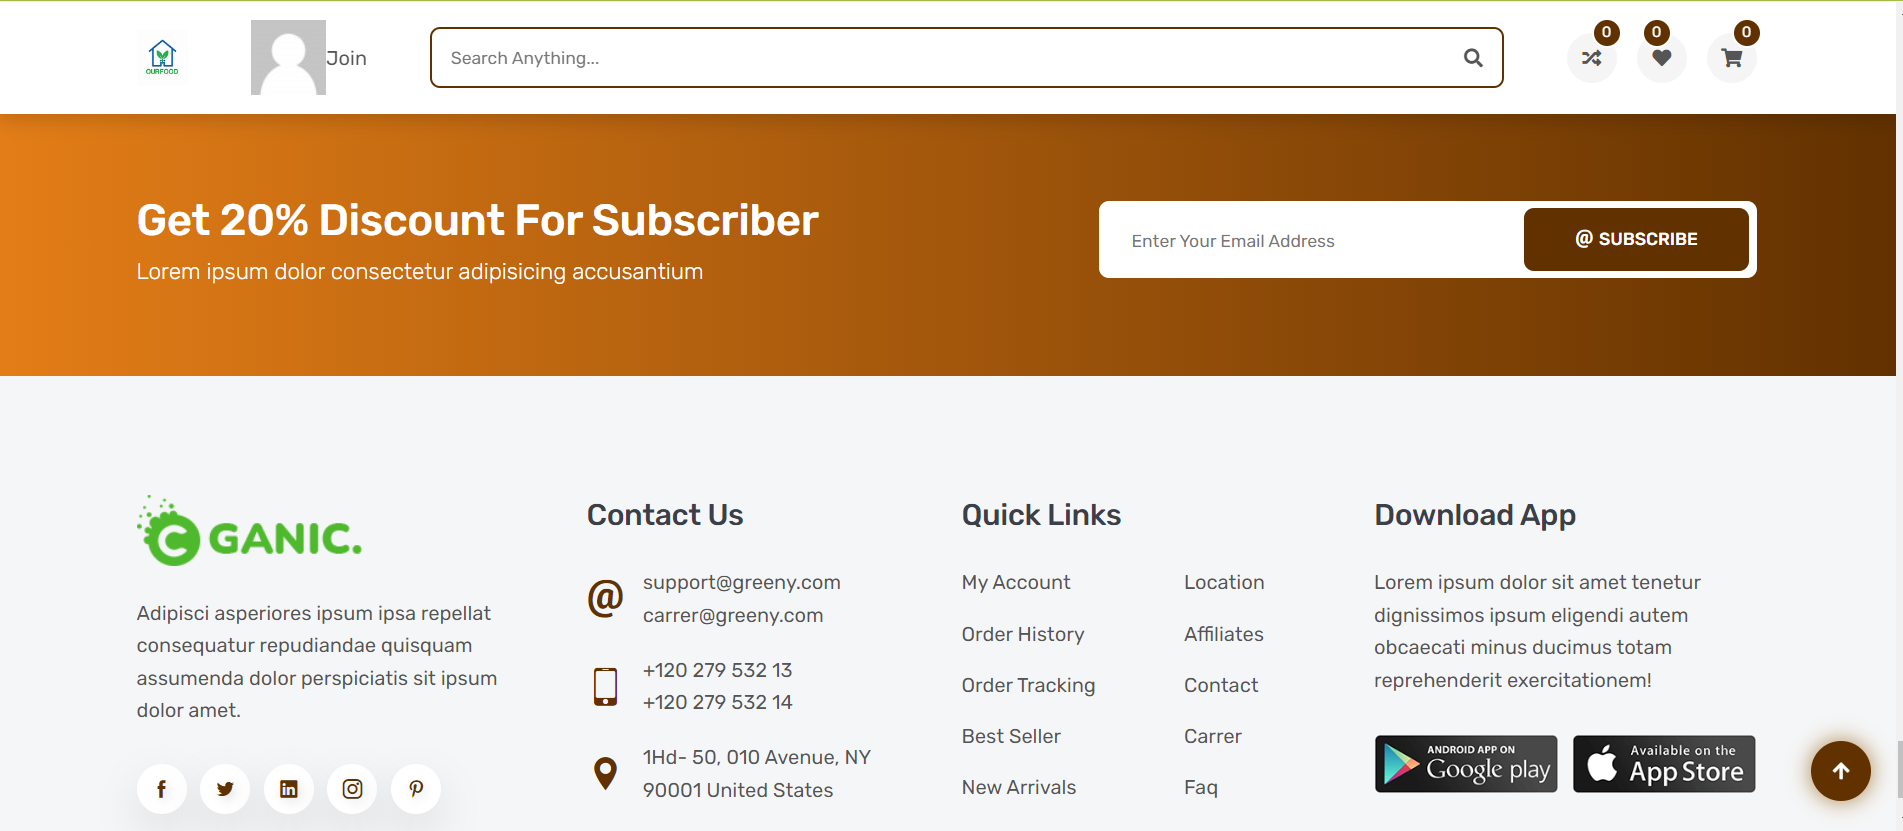 OURFOOD
Join
Search Anything...
0
0
0
Get 20% Discount For Subscriber
Lorem ipsum dolor consectetur adipisicing accusantium
Enter Your Email Address
@ SUBSCRIBE
C GANIC.
Adipisci asperiores ipsum ipsa repellat
consequatur repudiandae quisquam
assumenda dolor perspiciatis sit ipsum
dolor amet.
Contact Us
@
support@greeny.com
carrer@greeny.com
+120 279 532 13
+120 279 532 14
1Hd- 50, 010 Avenue, NY
90001 United States
Quick Links
My Account
Order History
Order Tracking
Best Seller
New Arrivals
Location
Affiliates
Contact
Carrer
Faq
Download App
Lorem ipsum dolor sit amet tenetur
dignissimos ipsum eligendi autem
obcaecati minus ducimus totam
reprehenderit exercitationem!
ANDROID APP ON
Google play
Available on the
App Store